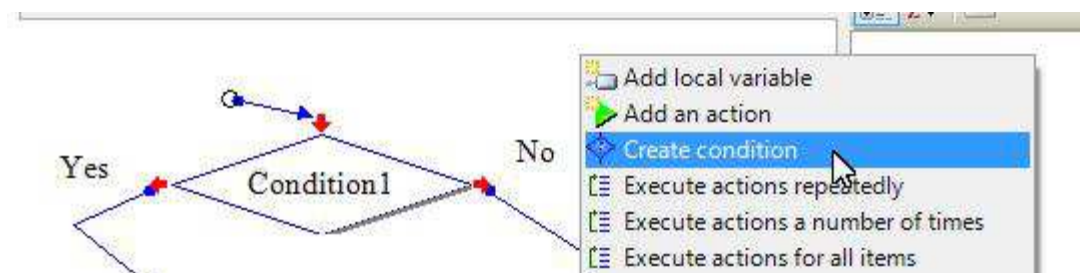 Add local variable
Add an action
Yes
No
Create condition
Condition1
Execute actions repeatedly
Execute actions a number of times
Execute actions for all items